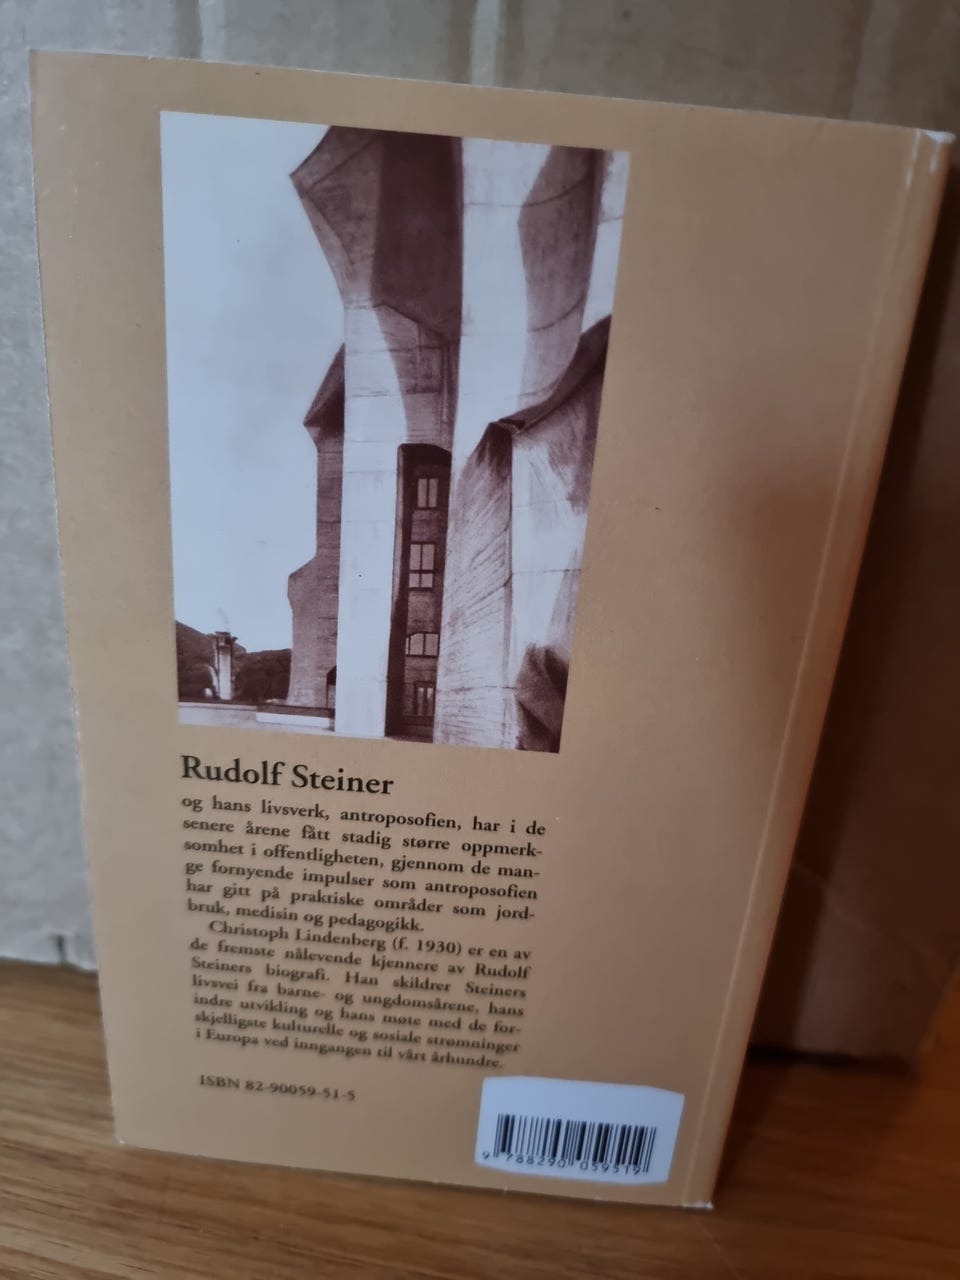 Rudolf Steiner
og hans livsverk, antroposofien, har i de
senere årene fått stadig større oppmerk-
somhet i offentligheten, gjennom de man-
ge fornyende impulser som antroposofien
har gitt på praktiske områder som jord-
bruk, medisin og pedagogikk.
Christoph Lindenberg (f. 1930) er en av
de fremste nålevende kjennere av Rudolf
Steiners biografi. Han skildrer Steiners
livsvei fra barne- og ungdomsårene, hans
indre utvikling og hans møte med de for-
skjelligste kulturelle og sosiale strømninger
i Europa ved inngangen til vårt århundre.
ISBN 82-90059-51-5
9 788290 059519